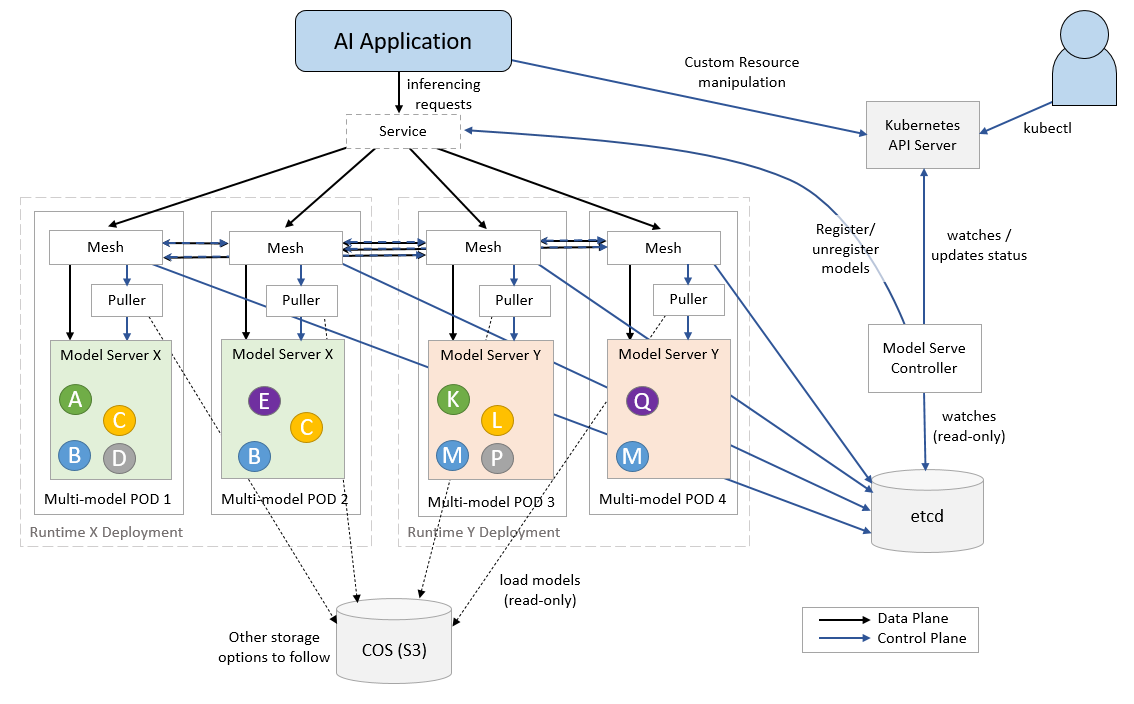 AI Application
inferencing
requests
Custom Resource
manipulation
Service
Kubernetes
API Server
kubectl
Register/
unregister
models
watches /
updates status
Mesh
Mesh
Mesh
Mesh
Puller
Puller
Puller
Puller
Model Server X
Model Server X
Model Server Y
Model Server Y
Model Serve
Controller
A
C
B
D
E
C
B
K
L
M
P
Q
M
watches
(read-only)
Multi-model POD 1
Multi-model POD 2
Multi-model POD 3
Multi-model POD 4
Runtime X Deployment
Runtime Y Deployment
etcd
load models
(read-only)
Other storage
options to follow
COS (S3)
Data Plane
Control Plane